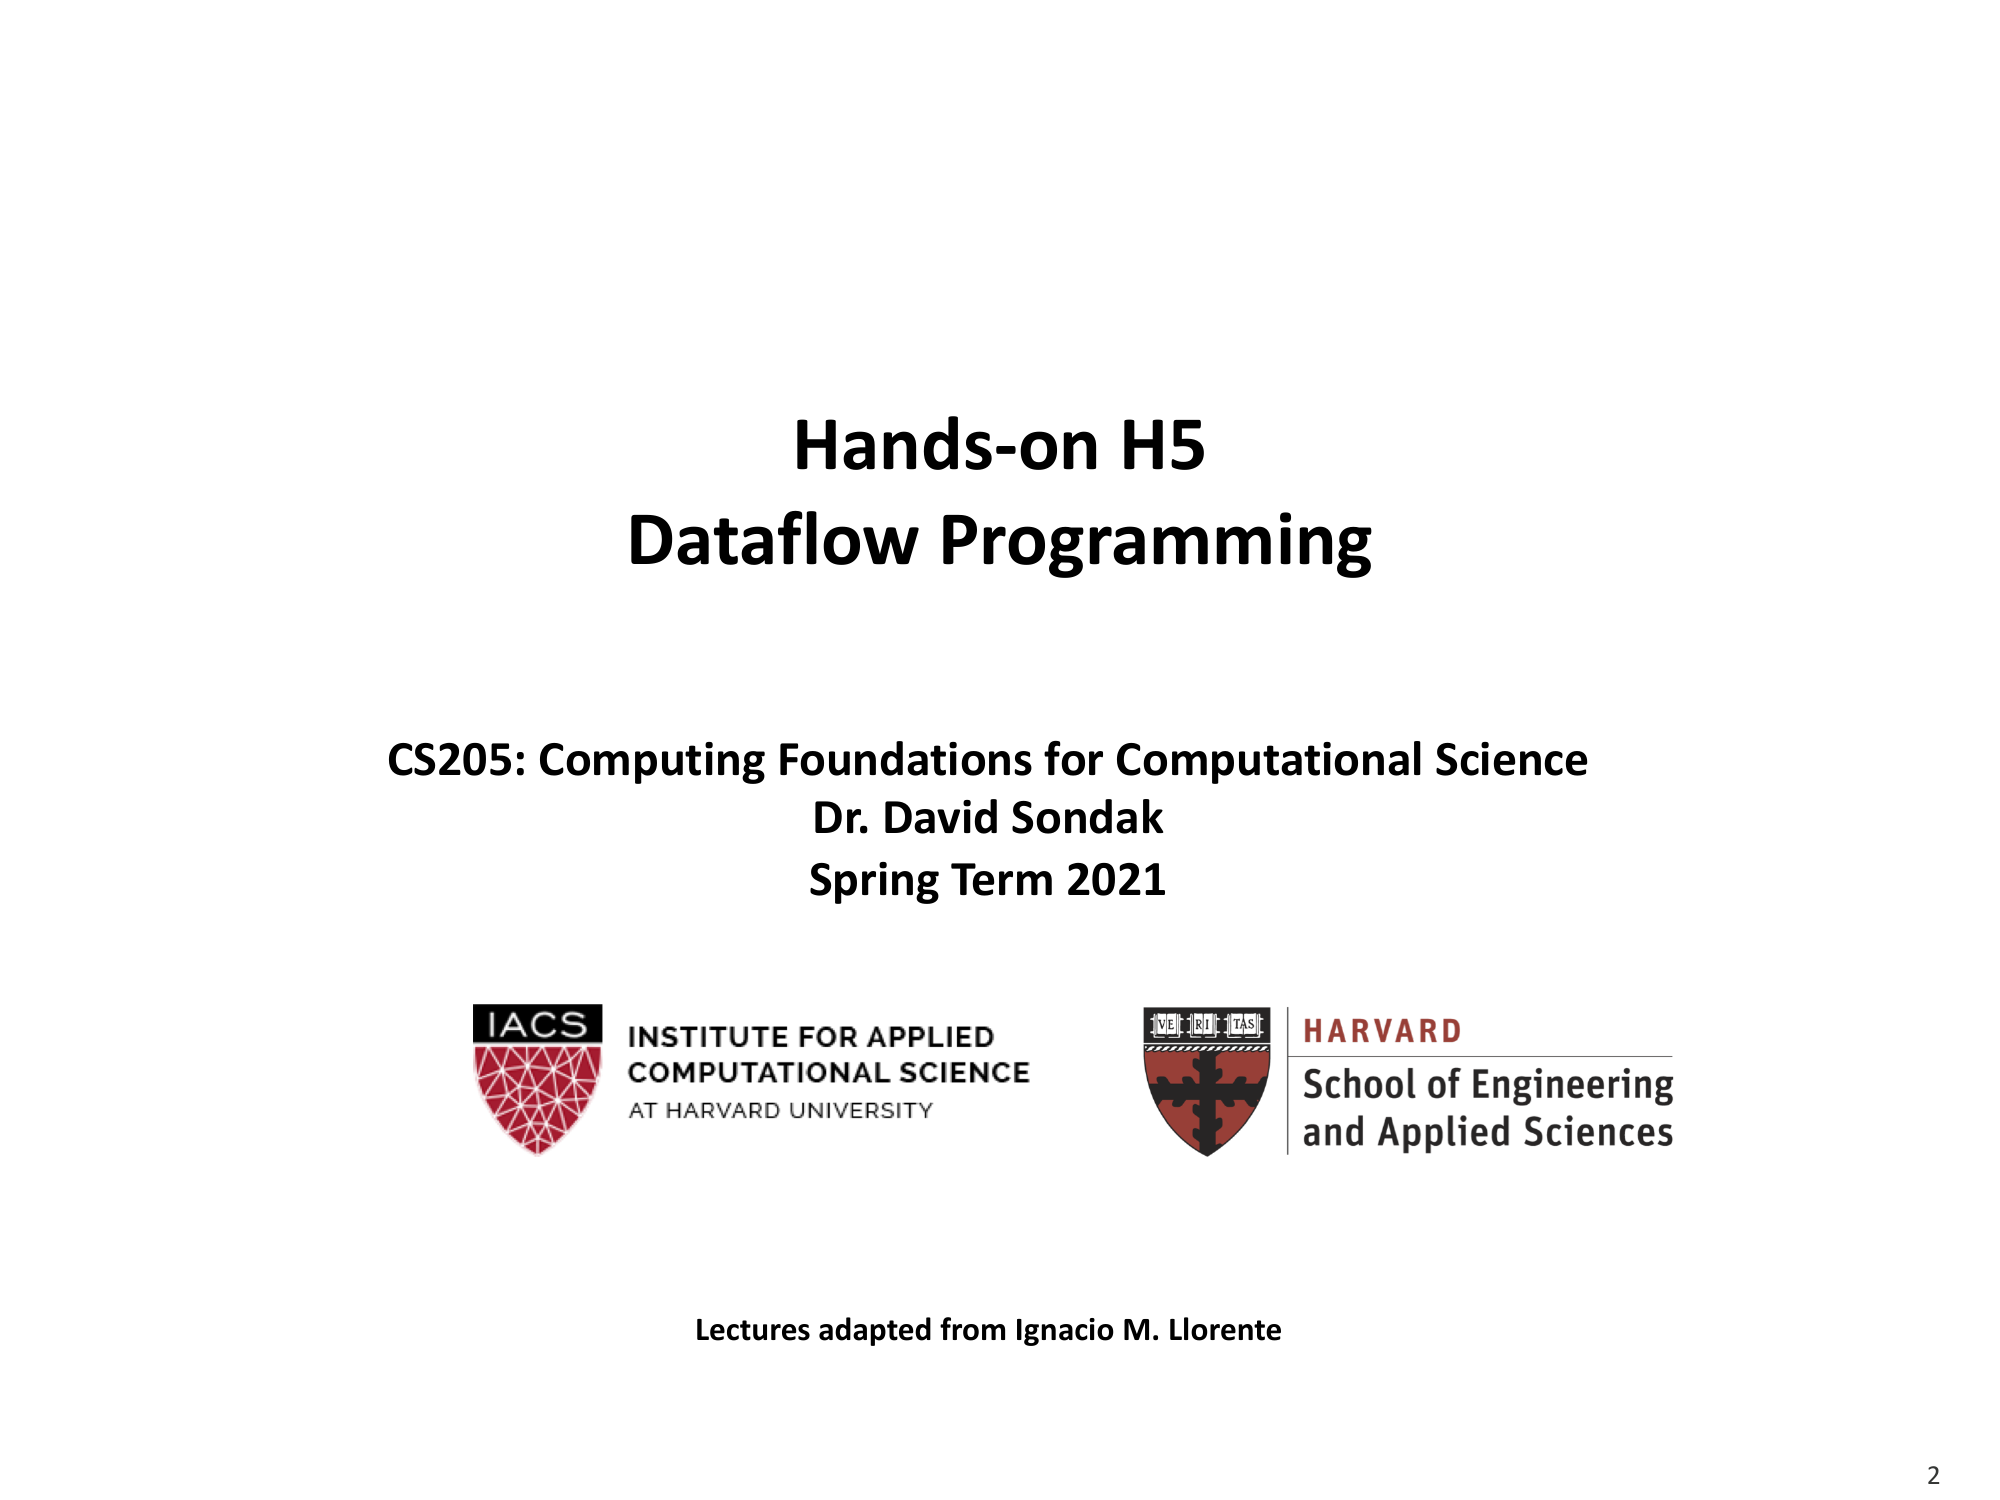 Hands-on H5
Dataflow Programming
CS205: Computing Foundations for Computational Science
Dr. David Sondak
Spring Term 2021
IACS
INSTITUTE FOR APPLIED
COMPUTATIONAL SCIENCE
AT HARVARD UNIVERSITY
VE RI TAS
HARVARD
School of Engineering
and Applied Sciences
Lectures adapted from Ignacio M. Llorente
2